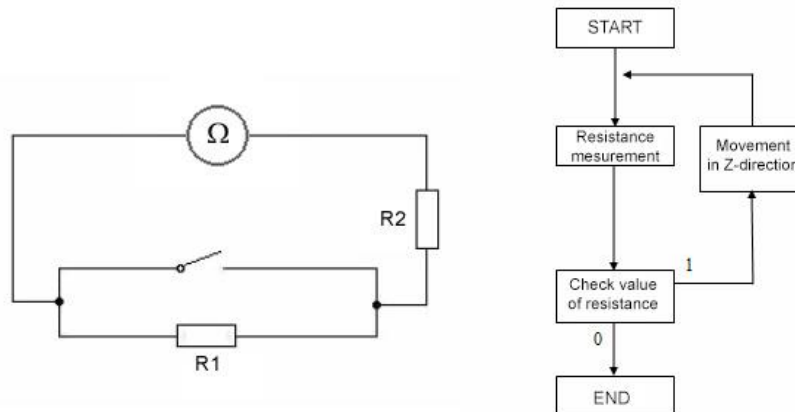 Ω
R2
R1
START
Resistance
mesurement
Movement
in Z-direction
Check value
of resistance
1
0
END